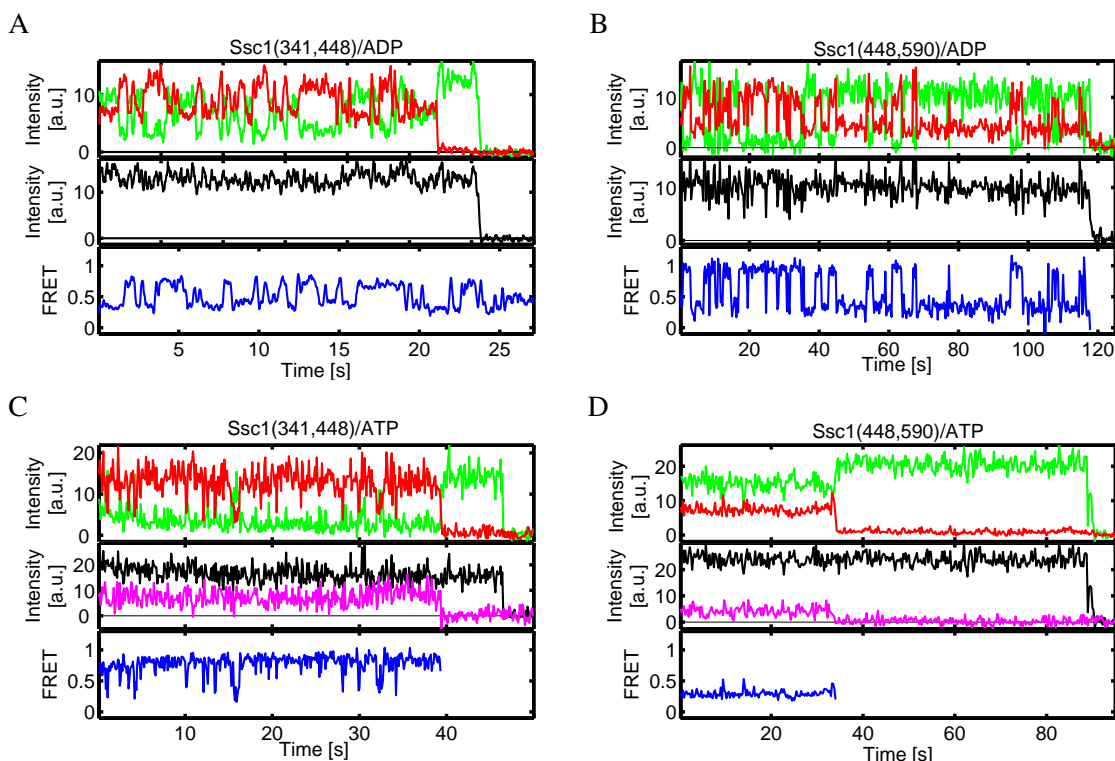 A
Ssc1(341,448)/ADP
Intensity
[a.u.]
10
0
Intensity
[a.u.]
10
0
FRET
1
0.5
0
5 10 15 20 25
Time [s]
B
Ssc1(448,590)/ADP
Intensity
[a.u.]
10
0
Intensity
[a.u.]
10
0
FRET
1
0.5
0
20 40 60 80 100 120
Time [s]
C
Ssc1(341,448)/ATP
Intensity
[a.u.]
20
10
0
Intensity
[a.u.]
20
10
0
FRET
1
0.5
0
10 20 30 40
Time [s]
D
Ssc1(448,590)/ATP
Intensity
[a.u.]
20
10
0
Intensity
[a.u.]
20
10
0
FRET
1
0.5
0
20 40 60 80
Time [s]